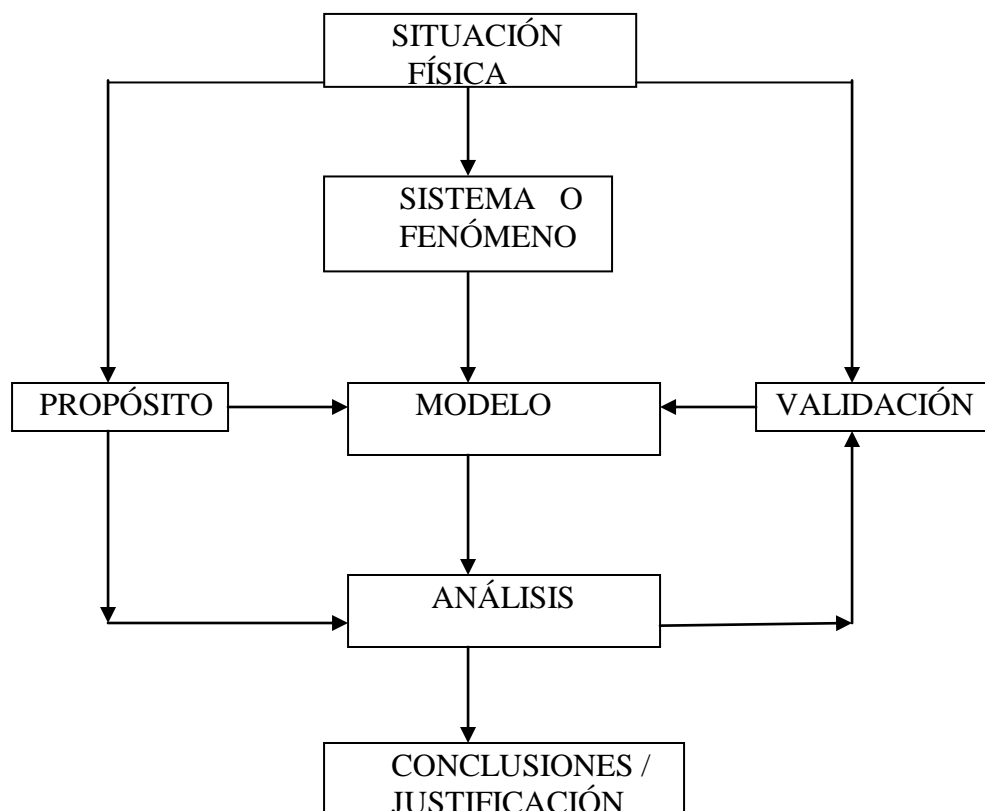 SITUACIÓN
FÍSICA
SISTEMA O
FENÓMENO
PROPÓSITO
MODELO
VALIDACIÓN
ANÁLISIS
CONCLUSIONES /
JUSTIFICACIÓN